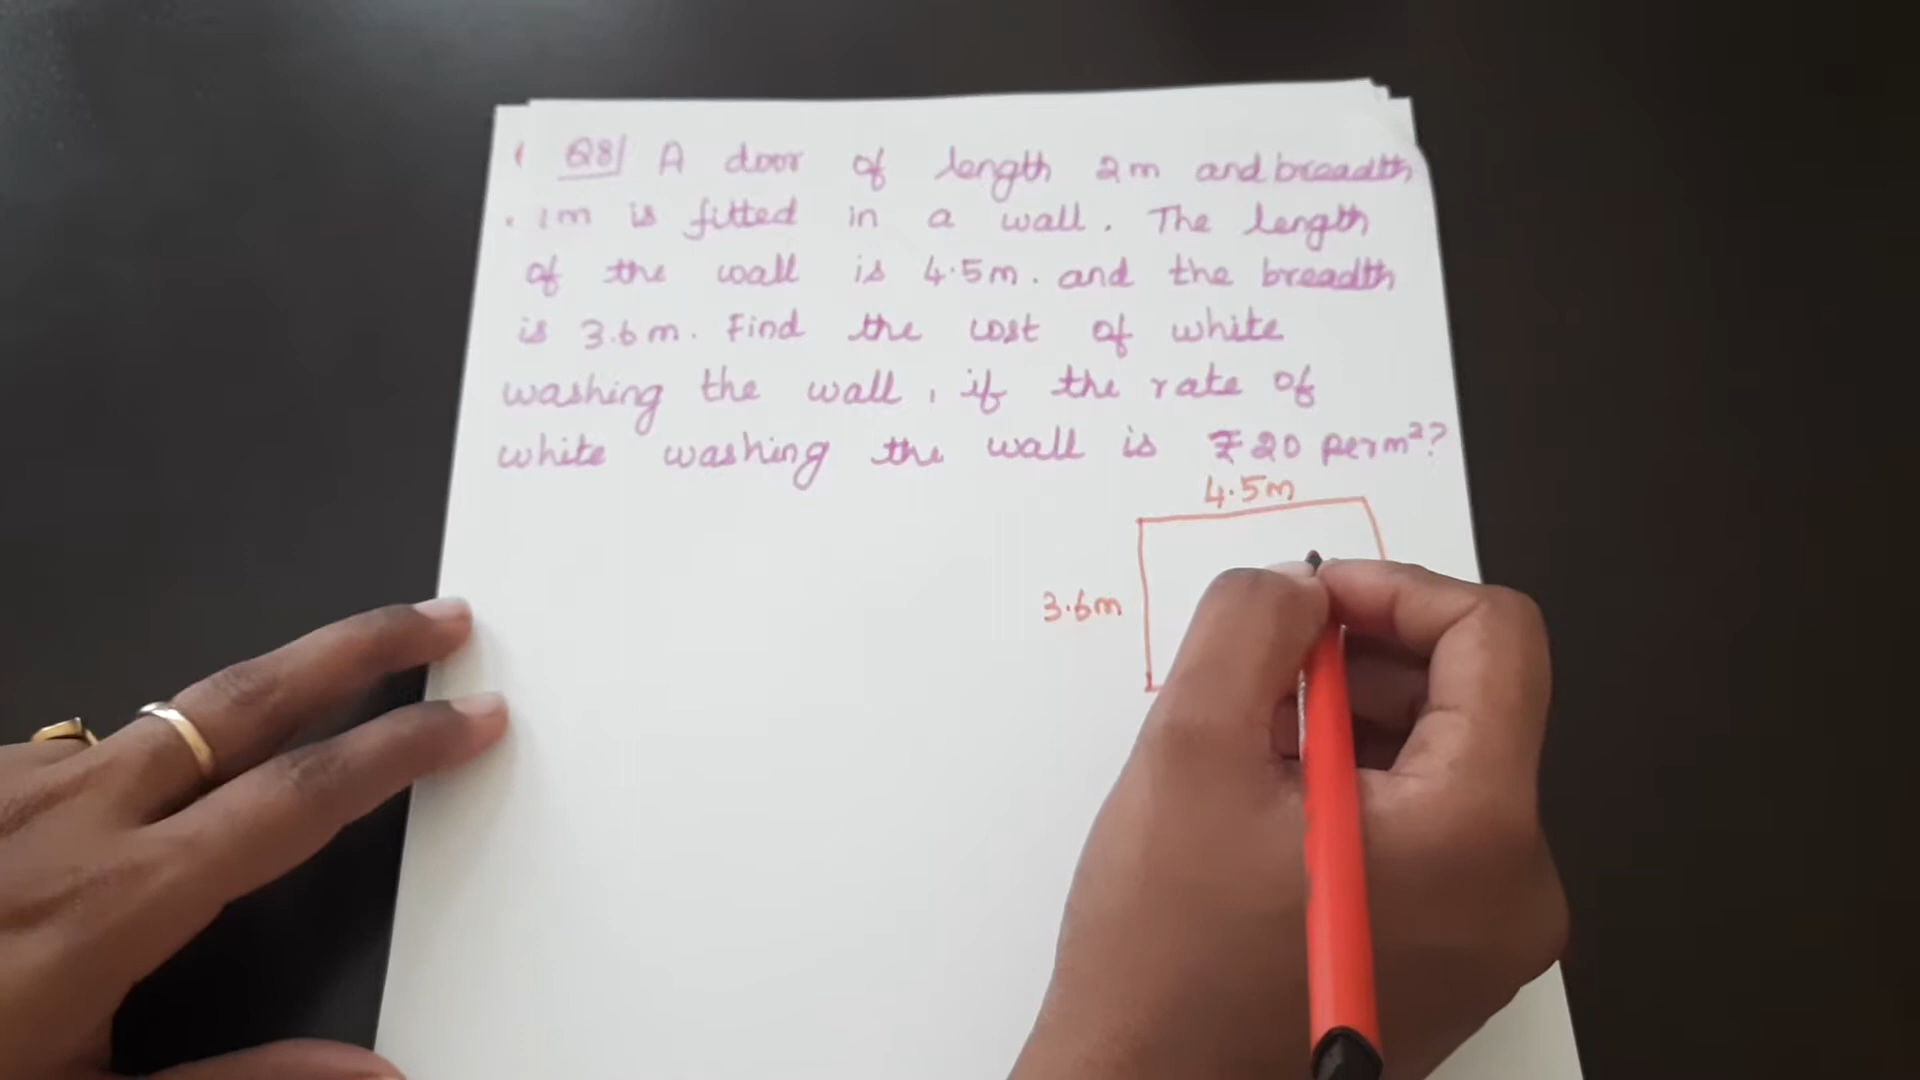 Q8 A door of length 2m and breadth
1m is fitted in a wall. The length
of the wall is 4.5m. and the breadth
is 3.6m. Find the cost of white
washing the wall, if the rate of
white washing the wall is ₹20 per m²?
4.5m
3.6m